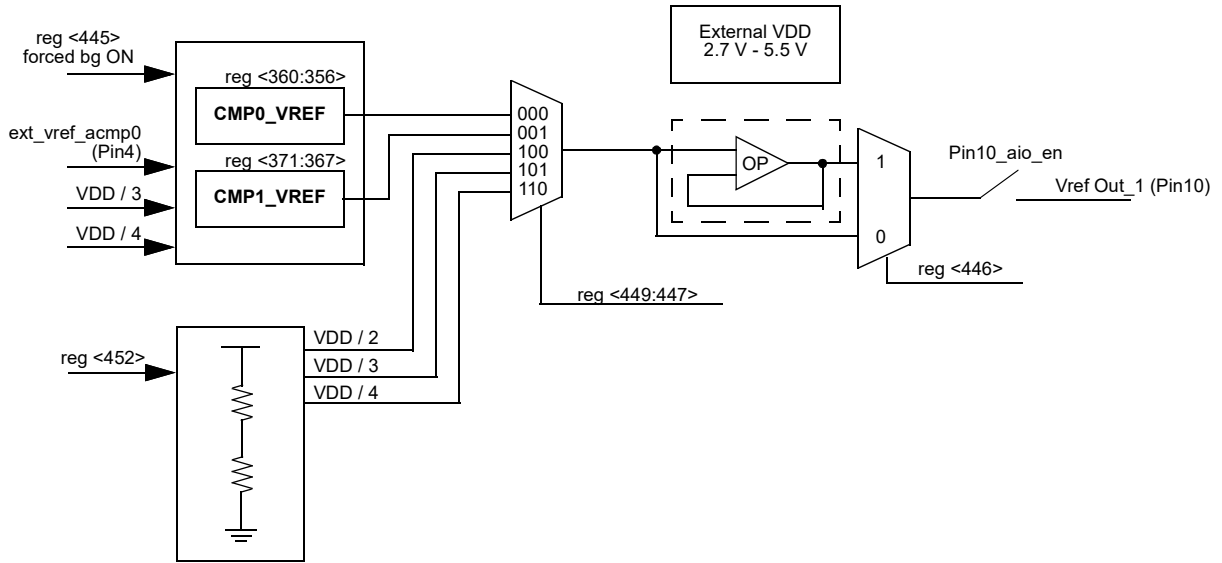 External VDD
2.7 V - 5.5 V
reg <445>
forced bg ON
reg <360:356>
CMP0_VREF
ext_vref_acmp0
(Pin4)
reg <371:367>
CMP1_VREF
VDD / 3
VDD / 4
000
001
100
101
110
OP
1
0
Pin10_aio_en
Vref Out_1 (Pin10)
reg <446>
reg <449:447>
reg <452>
VDD / 2
VDD / 3
VDD / 4